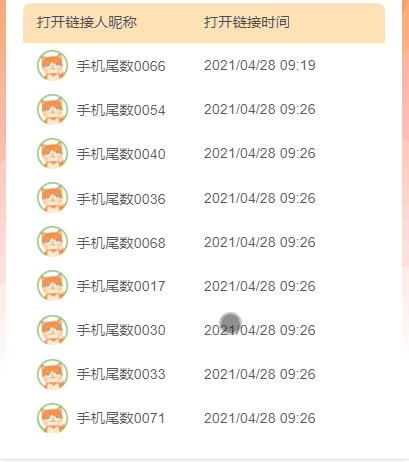 打开链接人昵称 打开链接时间
手机尾数0066 2021/04/28 09:19
手机尾数0054 2021/04/28 09:26
手机尾数0040 2021/04/28 09:26
手机尾数0036 2021/04/28 09:26
手机尾数0068 2021/04/28 09:26
手机尾数0017 2021/04/28 09:26
手机尾数0030 2021/04/28 09:26
手机尾数0033 2021/04/28 09:26
手机尾数0071 2021/04/28 09:26